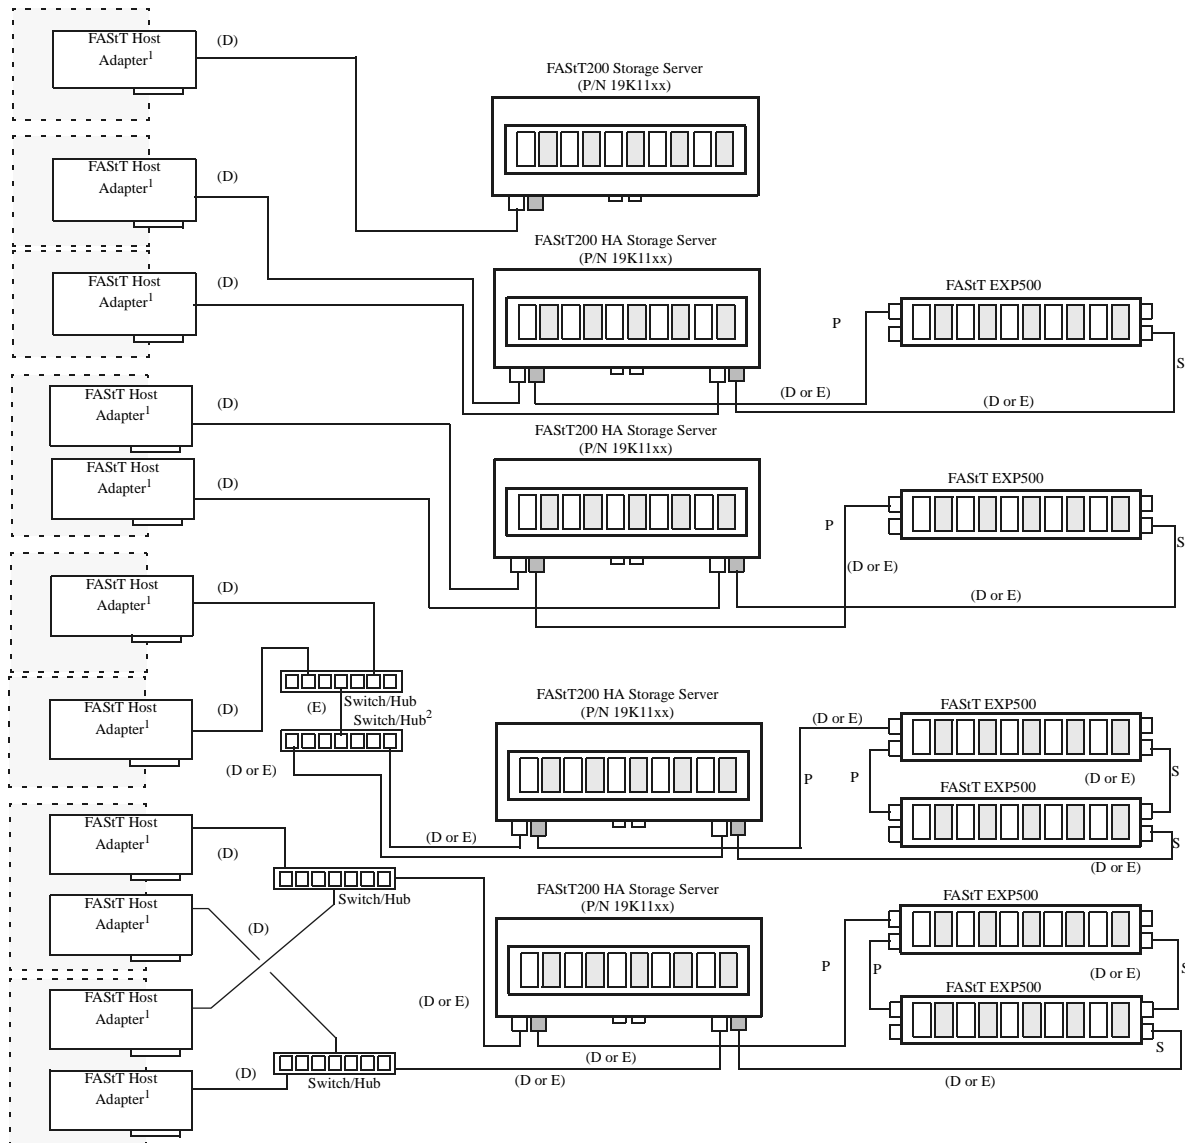 FAStT Host
Adapter1
(D)
FAStT200 Storage Server
(P/N 19K11xx)
FAStT Host
Adapter1
(D)
FAStT200 HA Storage Server
(P/N 19K11xx)
FAStT Host
Adapter1
(D)
FAStT EXP500
P
S
(D or E)
(D or E)
FAStT Host
Adapter1
(D)
FAStT200 HA Storage Server
(P/N 19K11xx)
FAStT Host
Adapter1
(D)
FAStT EXP500
P
S
(D or E)
(D or E)
FAStT Host
Adapter1
(D)
Switch/Hub
(E)
Switch/Hub2
FAStT Host
Adapter1
(D)
(D or E)
FAStT200 HA Storage Server
(P/N 19K11xx)
(D or E)
FAStT EXP500
P
P
(D or E)
S
FAStT EXP500
S
(D or E)
(D or E)
FAStT Host
Adapter1
(D)
Switch/Hub
FAStT Host
Adapter1
(D)
FAStT200 HA Storage Server
(P/N 19K11xx)
FAStT EXP500
P
P
(D or E)
S
FAStT EXP500
S
FAStT Host
Adapter1
(D or E)
(D or E)
FAStT Host
Adapter1
(D)
Switch/Hub
(D or E)
(D or E)